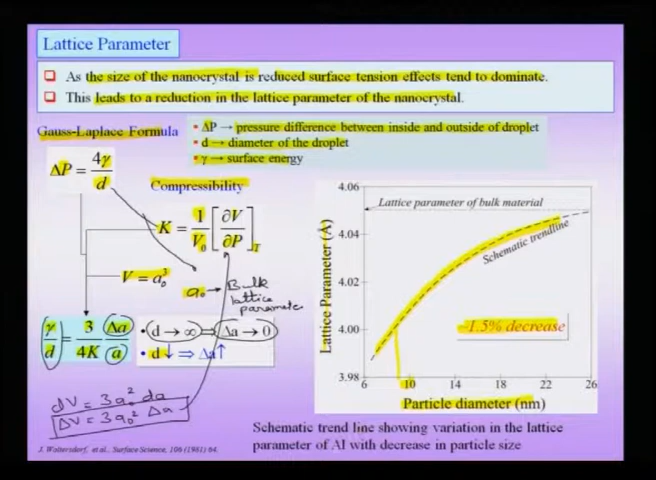 Lattice Parameter
❑ As the size of the nanocrystal is reduced surface tension effects tend to dominate.
❑ This leads to a reduction in the lattice parameter of the nanocrystal.
Gauss-Laplace Formula
▪ ΔP → pressure difference between inside and outside of droplet
▪ d → diameter of the droplet
▪ γ → surface energy
ΔP = 4γ/d
Compressibility
K = 1/V₀ [∂V/∂P]_T
V = a₀³
a₀ → Bulk
lattice
parameter
(γ/d) = 3/4K (Δa/a)
• (d → ∞) ⇒ (Δa → 0)
• d ↓ ⇒ Δa↑
dV = 3a₀² da
ΔV = 3a₀² Δa
Lattice Parameter (Å)
4.06
4.04
4.02
4.00
3.98
Lattice parameter of bulk material
Schematic trendline
~1.5% decrease
6 10 14 18 22 26
Particle diameter (nm)
Schematic trend line showing variation in the lattice
parameter of Al with decrease in particle size
J. Woltersdorf, et al., Surface Science, 106 (1981) 64.